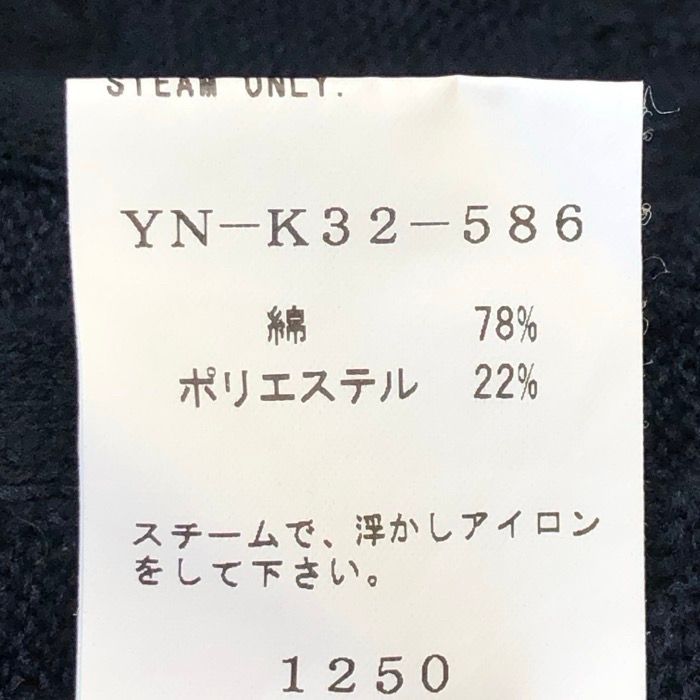 STEAM ONLY.
YN-K32-586
綿 78%
ポリエステル 22%
スチームで、浮かしアイロン
をして下さい。
1250